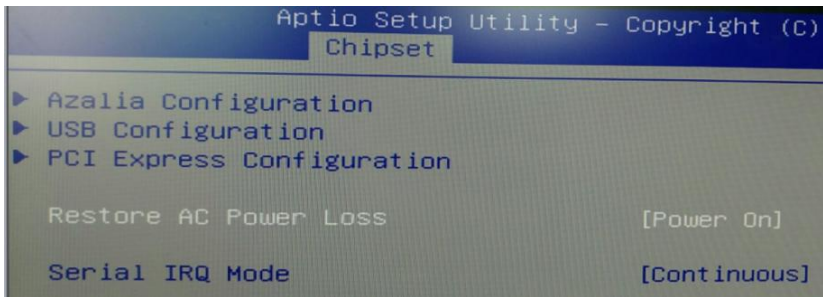 Aptio Setup Utility – Copyright (C)
Chipset
Azalia Configuration
USB Configuration
PCI Express Configuration
Restore AC Power Loss [Power On]
Serial IRQ Mode [Continuous]